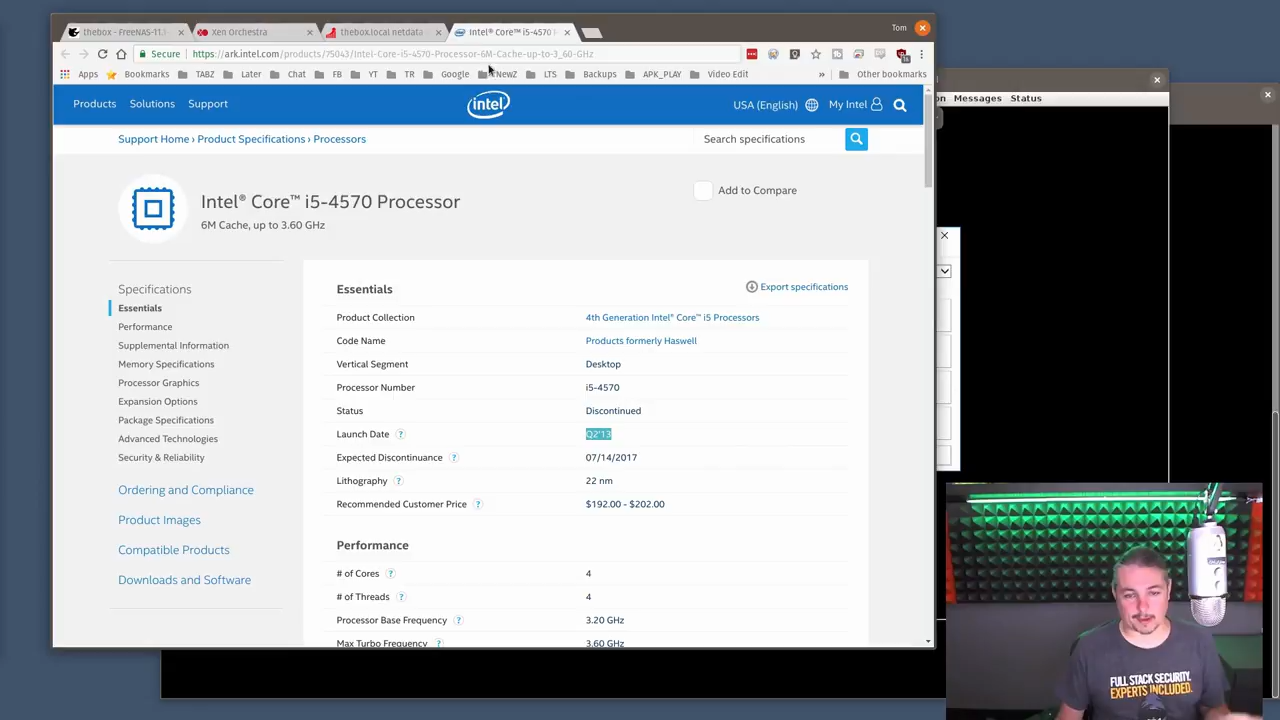 thebox - FreeNAS-11.
Xen Orchestra
thebox.local netdata
Intel® Core™ i5-4570
Tom
Secure
https://ark.intel.com/products/75043/Intel-Core-i5-4570-Processor-6M-Cache-up-to-3_60-GHz
Apps
Bookmarks
TABZ
Later
Chat
FB
YT
TR
Google
NewZ
LTS
Backups
APK_PLAY
Video Edit
»
Other bookmarks
Messages
Status
Products
Solutions
Support
intel
USA (English)
My Intel
Support Home › Product Specifications › Processors
Search specifications
Intel® Core™ i5-4570 Processor
6M Cache, up to 3.60 GHz
Add to Compare
Specifications
Essentials
Performance
Supplemental Information
Memory Specifications
Processor Graphics
Expansion Options
Package Specifications
Advanced Technologies
Security & Reliability
Ordering and Compliance
Product Images
Compatible Products
Downloads and Software
Essentials
Export specifications
Product Collection 4th Generation Intel® Core™ i5 Processors
Code Name Products formerly Haswell
Vertical Segment Desktop
Processor Number i5-4570
Status Discontinued
Launch Date ? Q2'13
Expected Discontinuance ? 07/14/2017
Lithography ? 22 nm
Recommended Customer Price ? $192.00 - $202.00
Performance
# of Cores ? 4
# of Threads ? 4
Processor Base Frequency ? 3.20 GHz
Max Turbo Frequency ? 3.60 GHz
FULL STACK SECURITY.
EXPERTS INCLUDED.